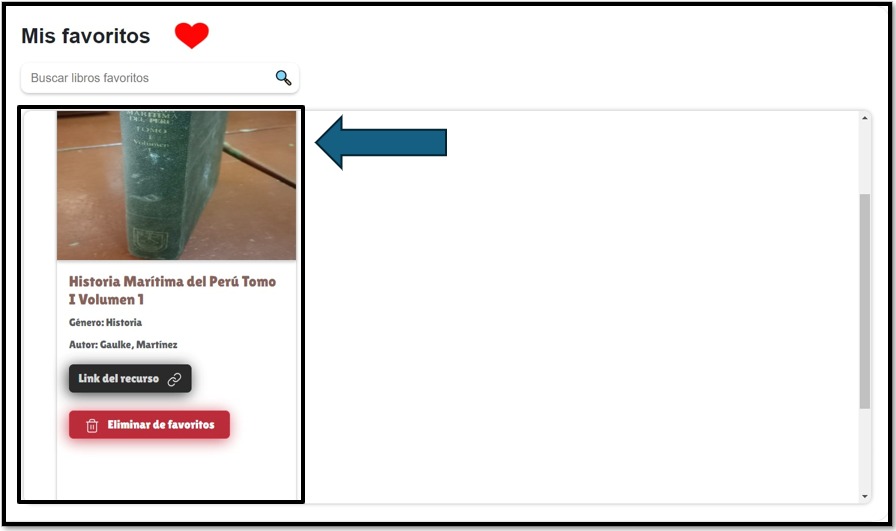 Mis favoritos
Buscar libros favoritos
MARÍTIMA
DEL PERÚ
TOMO
I
Volumen 1
Historia Marítima del Perú Tomo
I Volumen 1
Género: Historia
Autor: Gaulke, Martínez
Link del recurso
Eliminar de favoritos